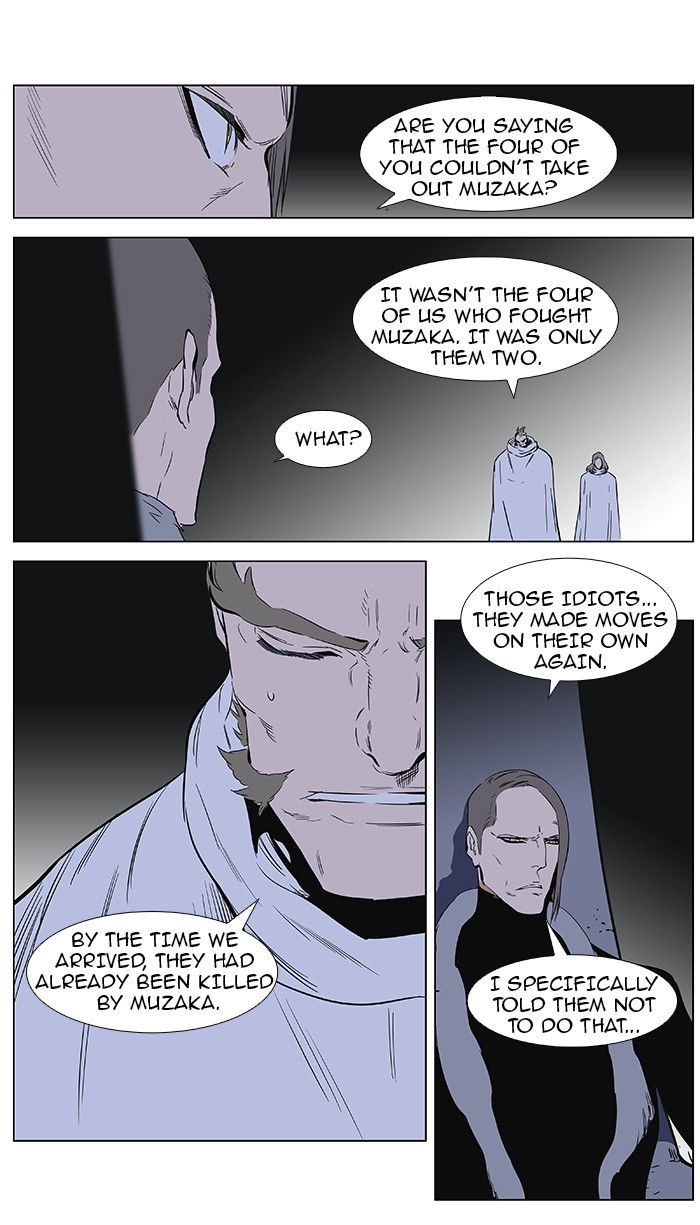 ARE YOU SAYING
THAT THE FOUR OF
YOU COULDN'T TAKE
OUT MUZAKA?
IT WASN'T THE FOUR
OF US WHO FOUGHT
MUZAKA. IT WAS ONLY
THEM TWO.
WHAT?
THOSE IDIOTS...
THEY MADE MOVES
ON THEIR OWN
AGAIN.
BY THE TIME WE
ARRIVED, THEY HAD
ALREADY BEEN KILLED
BY MUZAKA.
I SPECIFICALLY
TOLD THEM NOT
TO DO THAT...